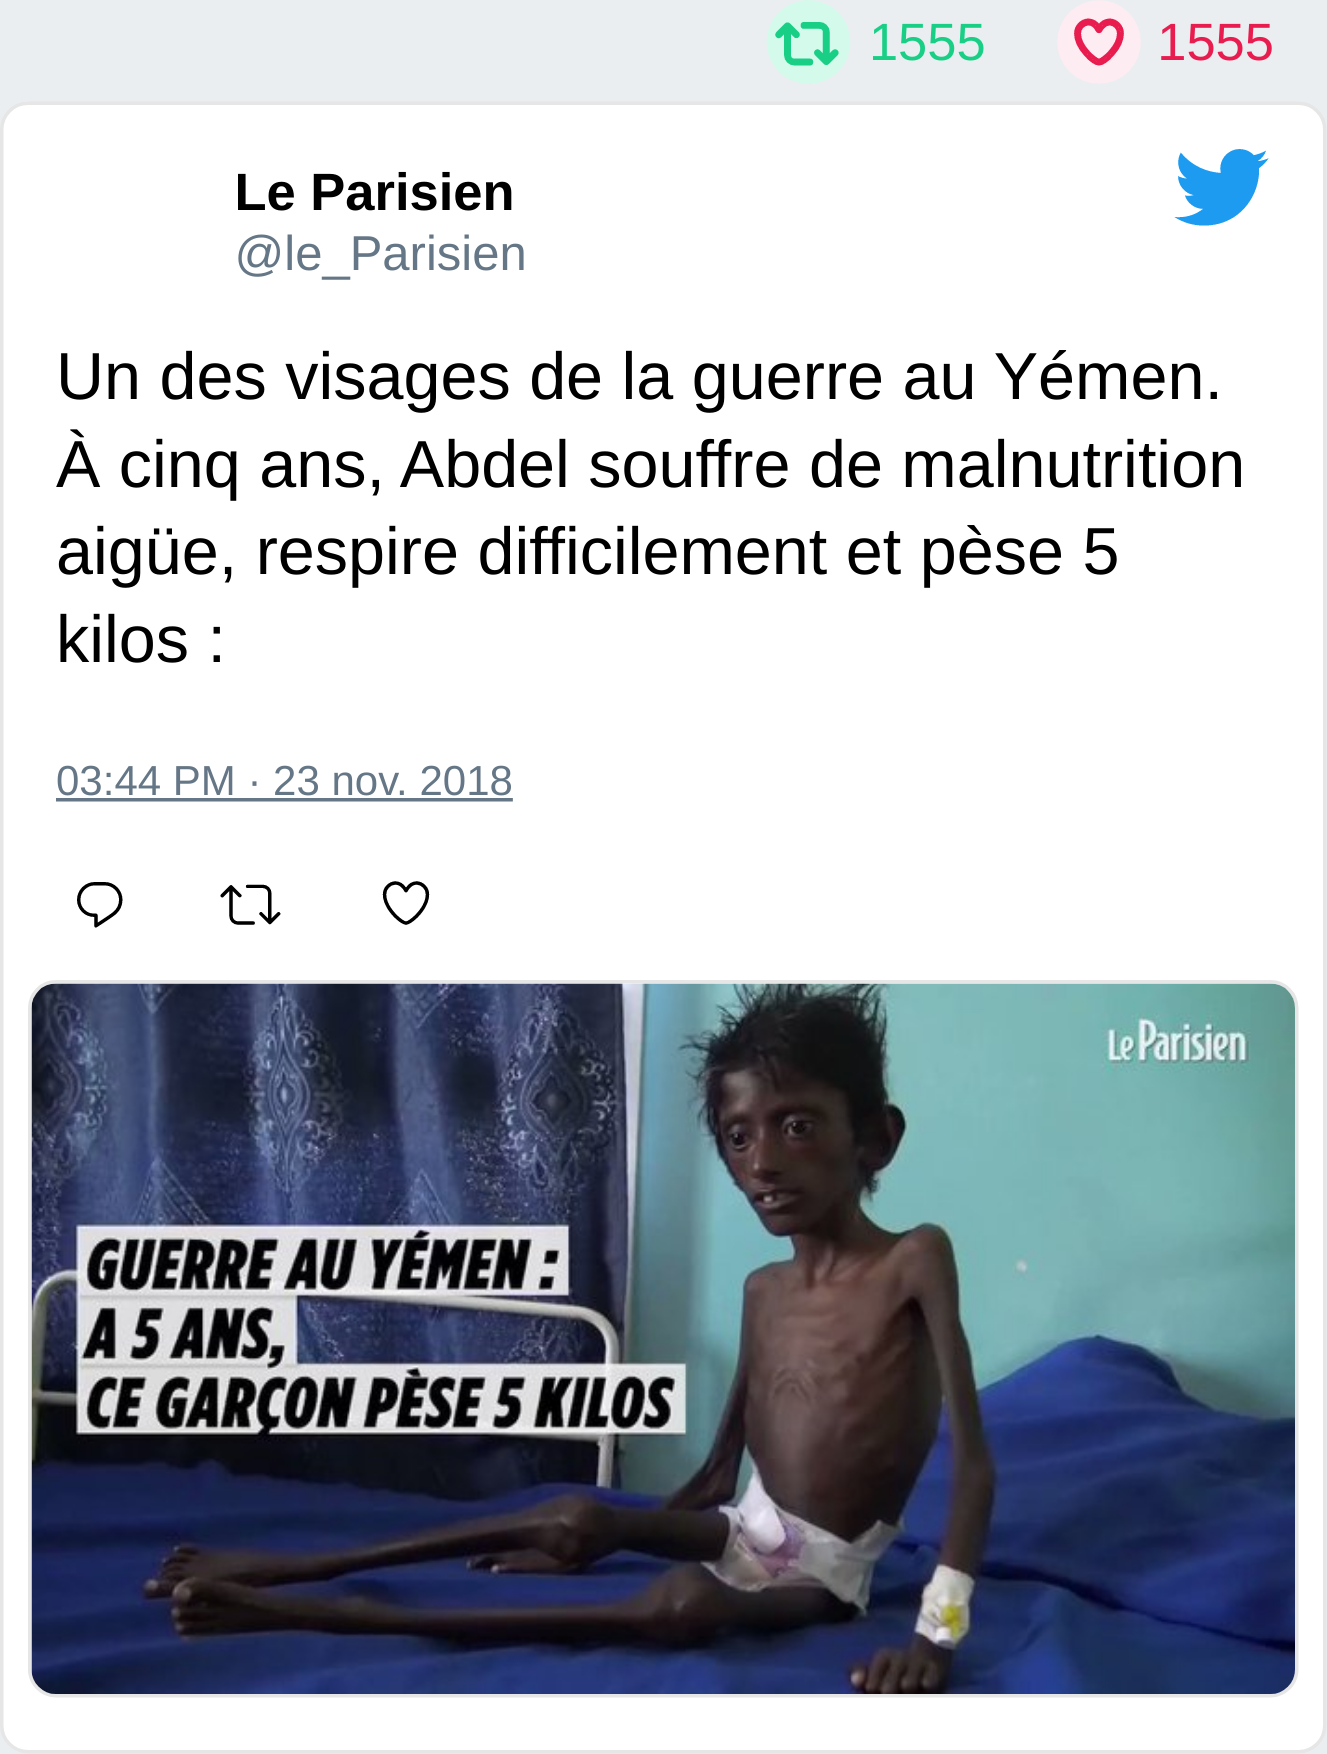 1555 1555
Le Parisien
@le_Parisien
Un des visages de la guerre au Yémen.
À cinq ans, Abdel souffre de malnutrition
aigüe, respire difficilement et pèse 5
kilos :
03:44 PM · 23 nov. 2018
Le Parisien
GUERRE AU YÉMEN :
A 5 ANS,
CE GARÇON PÈSE 5 KILOS